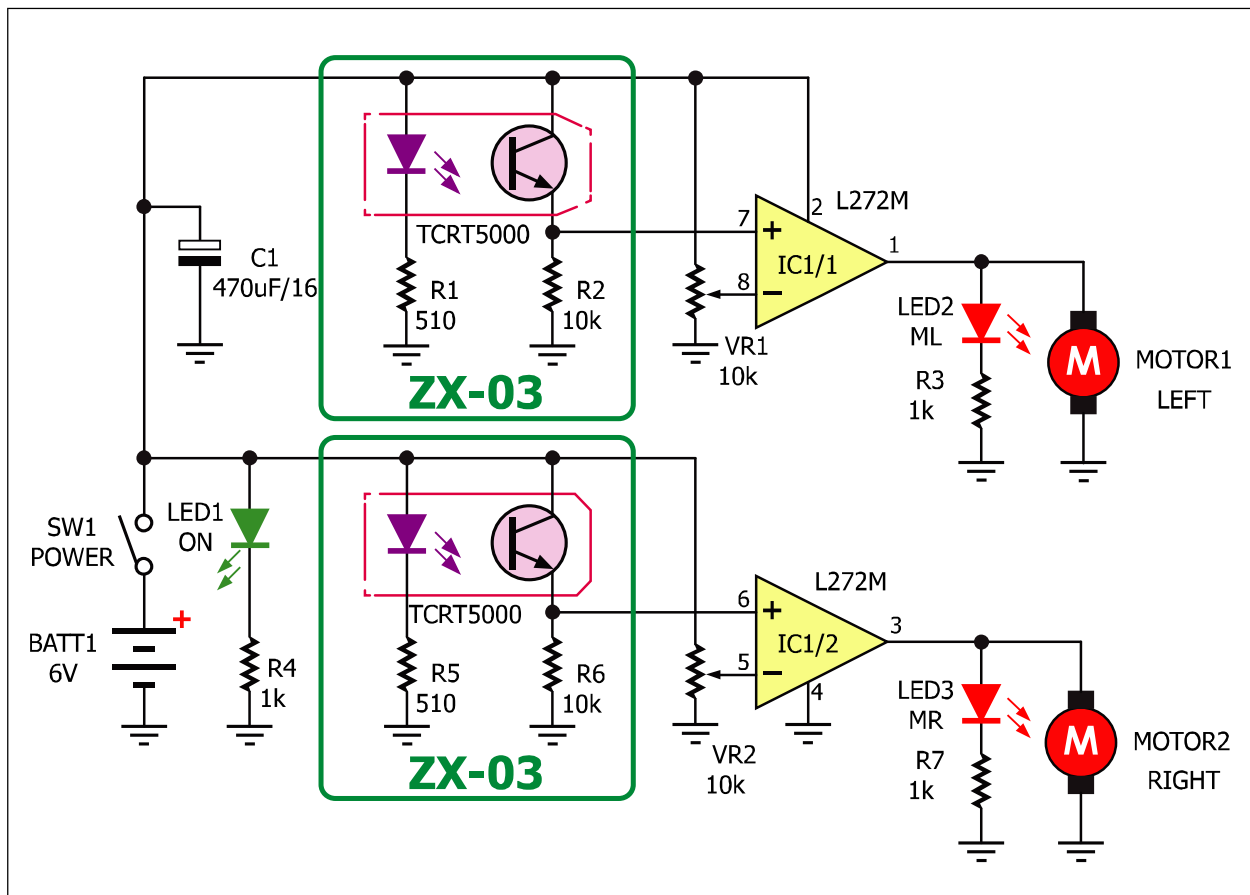 2
L272M
7
+
TCRT5000
1
IC1/1
C1
470uF/16
R1
510
R2
10k
8
−
LED2
ML
VR1
10k
M
MOTOR1
LEFT
R3
1k
ZX-03
SW1
POWER
LED1
ON
L272M
6
+
TCRT5000
3
IC1/2
+
BATT1
6V
R4
1k
R5
510
R6
10k
5
−
4
LED3
MR
VR2
10k
M
MOTOR2
RIGHT
R7
1k
ZX-03